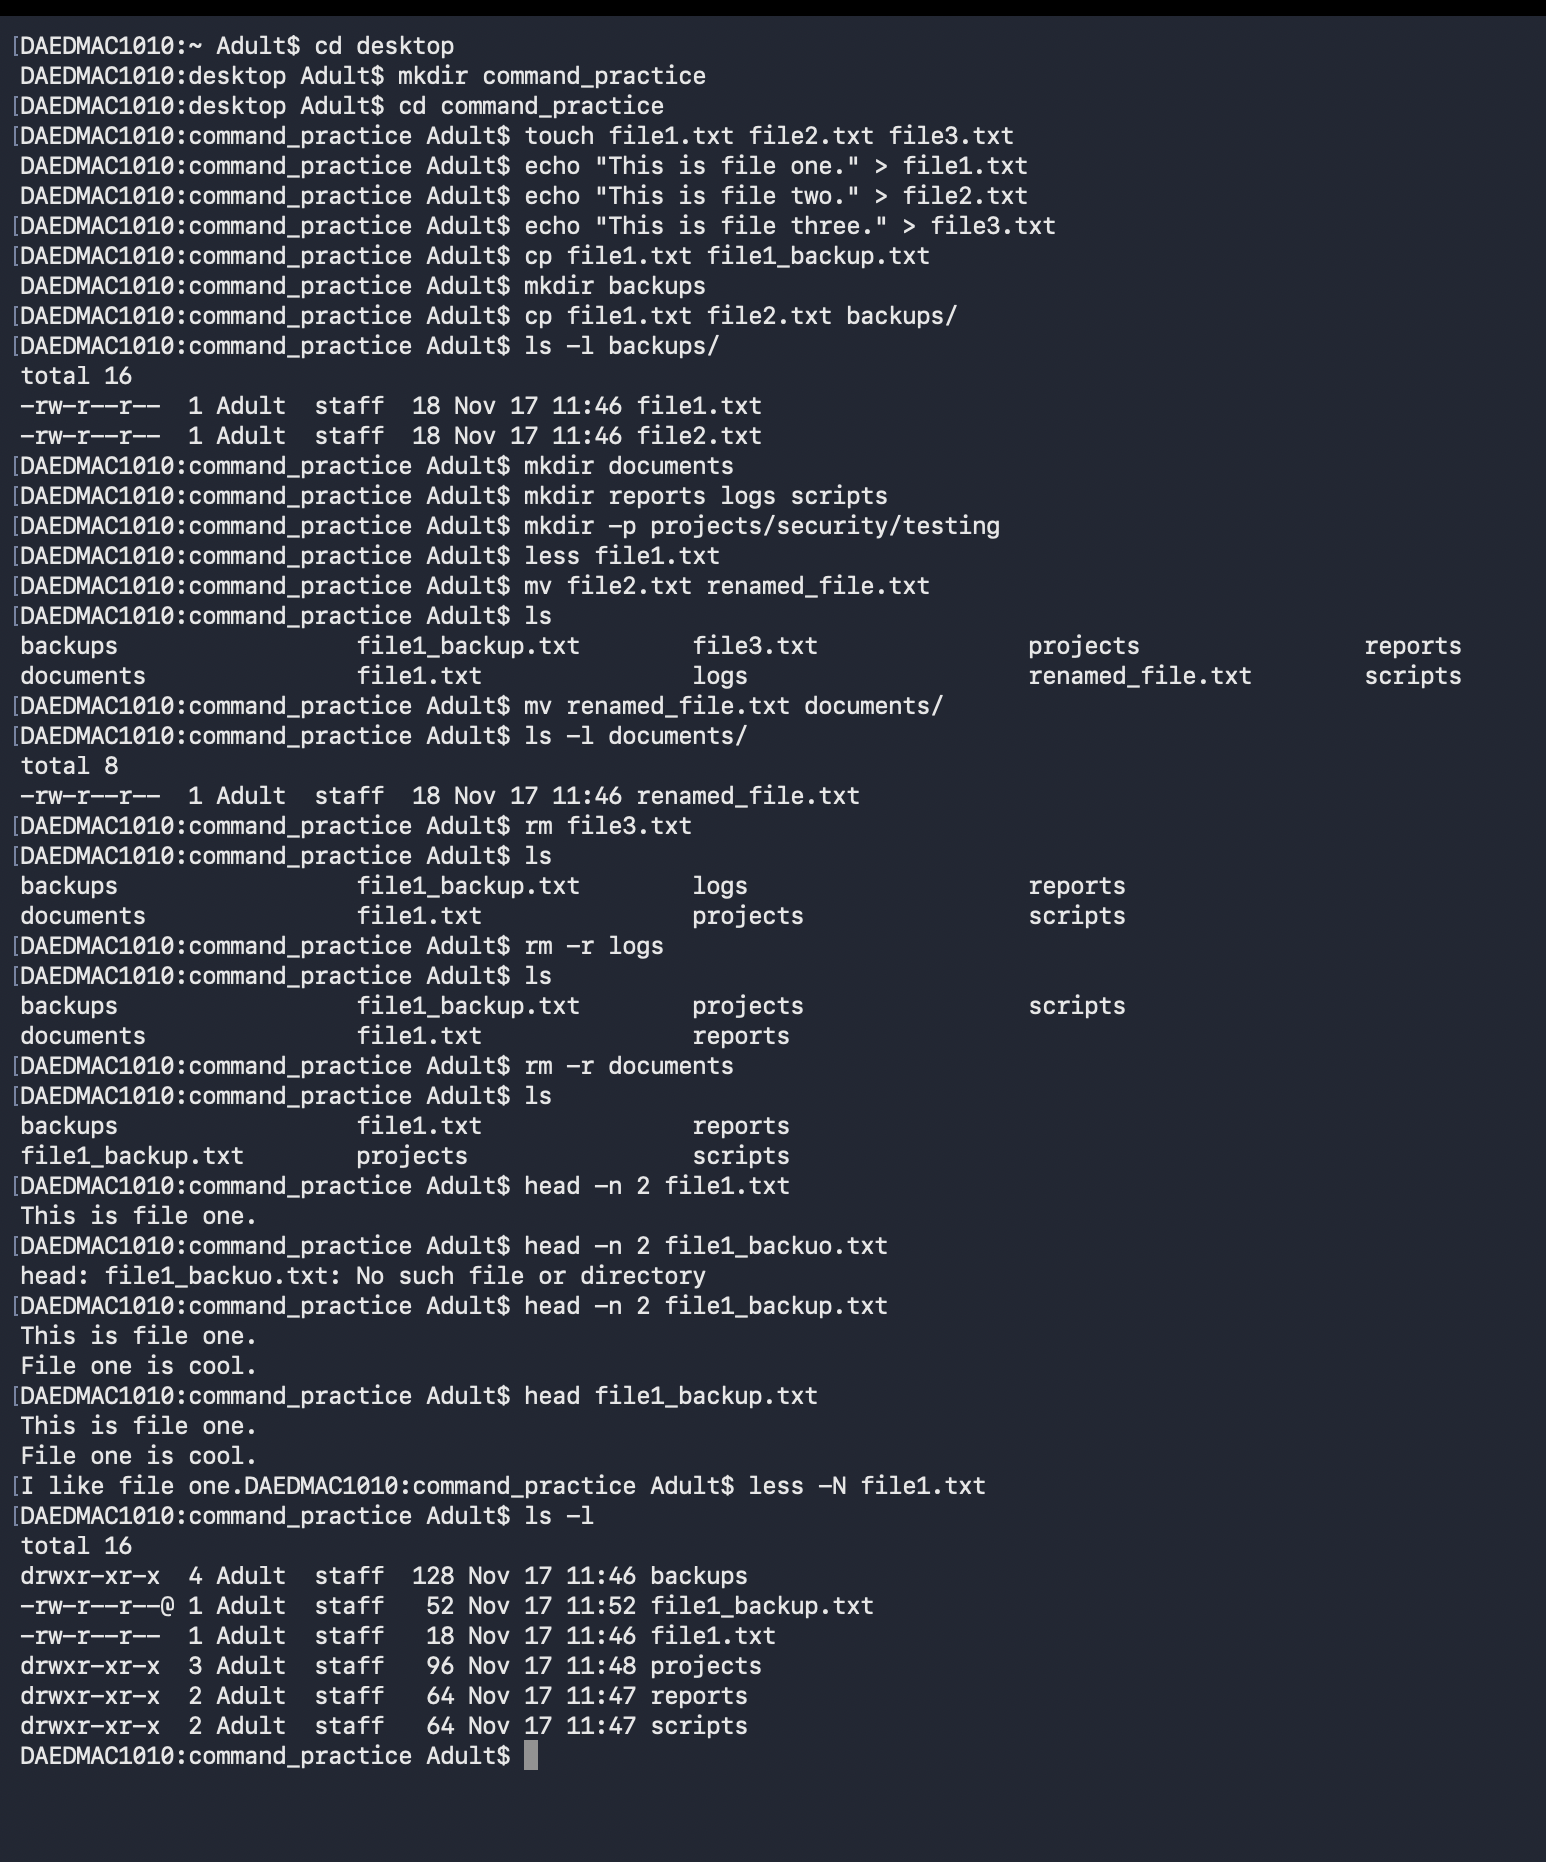 [DAEDMAC1010:~ Adult$ cd desktop
DAEDMAC1010:desktop Adult$ mkdir command_practice
[DAEDMAC1010:desktop Adult$ cd command_practice
[DAEDMAC1010:command_practice Adult$ touch file1.txt file2.txt file3.txt
DAEDMAC1010:command_practice Adult$ echo "This is file one." > file1.txt
DAEDMAC1010:command_practice Adult$ echo "This is file two." > file2.txt
[DAEDMAC1010:command_practice Adult$ echo "This is file three." > file3.txt
[DAEDMAC1010:command_practice Adult$ cp file1.txt file1_backup.txt
DAEDMAC1010:command_practice Adult$ mkdir backups
[DAEDMAC1010:command_practice Adult$ cp file1.txt file2.txt backups/
[DAEDMAC1010:command_practice Adult$ ls -l backups/
total 16
-rw-r--r--  1 Adult  staff  18 Nov 17 11:46 file1.txt
-rw-r--r--  1 Adult  staff  18 Nov 17 11:46 file2.txt
[DAEDMAC1010:command_practice Adult$ mkdir documents
[DAEDMAC1010:command_practice Adult$ mkdir reports logs scripts
[DAEDMAC1010:command_practice Adult$ mkdir -p projects/security/testing
[DAEDMAC1010:command_practice Adult$ less file1.txt
[DAEDMAC1010:command_practice Adult$ mv file2.txt renamed_file.txt
[DAEDMAC1010:command_practice Adult$ ls
backups                 file1_backup.txt        file3.txt               projects                reports
documents               file1.txt               logs                    renamed_file.txt        scripts
[DAEDMAC1010:command_practice Adult$ mv renamed_file.txt documents/
[DAEDMAC1010:command_practice Adult$ ls -l documents/
total 8
-rw-r--r--  1 Adult  staff  18 Nov 17 11:46 renamed_file.txt
[DAEDMAC1010:command_practice Adult$ rm file3.txt
[DAEDMAC1010:command_practice Adult$ ls
backups                 file1_backup.txt        logs                    reports
documents               file1.txt               projects                scripts
[DAEDMAC1010:command_practice Adult$ rm -r logs
[DAEDMAC1010:command_practice Adult$ ls
backups                 file1_backup.txt        projects                scripts
documents               file1.txt               reports
[DAEDMAC1010:command_practice Adult$ rm -r documents
[DAEDMAC1010:command_practice Adult$ ls
backups                 file1.txt               reports
file1_backup.txt        projects                scripts
[DAEDMAC1010:command_practice Adult$ head -n 2 file1.txt
This is file one.
[DAEDMAC1010:command_practice Adult$ head -n 2 file1_backuo.txt
head: file1_backuo.txt: No such file or directory
[DAEDMAC1010:command_practice Adult$ head -n 2 file1_backup.txt
This is file one.
File one is cool.
[DAEDMAC1010:command_practice Adult$ head file1_backup.txt
This is file one.
File one is cool.
[I like file one.DAEDMAC1010:command_practice Adult$ less -N file1.txt
[DAEDMAC1010:command_practice Adult$ ls -l
total 16
drwxr-xr-x  4 Adult  staff  128 Nov 17 11:46 backups
-rw-r--r--@ 1 Adult  staff   52 Nov 17 11:52 file1_backup.txt
-rw-r--r--  1 Adult  staff   18 Nov 17 11:46 file1.txt
drwxr-xr-x  3 Adult  staff   96 Nov 17 11:48 projects
drwxr-xr-x  2 Adult  staff   64 Nov 17 11:47 reports
drwxr-xr-x  2 Adult  staff   64 Nov 17 11:47 scripts
DAEDMAC1010:command_practice Adult$